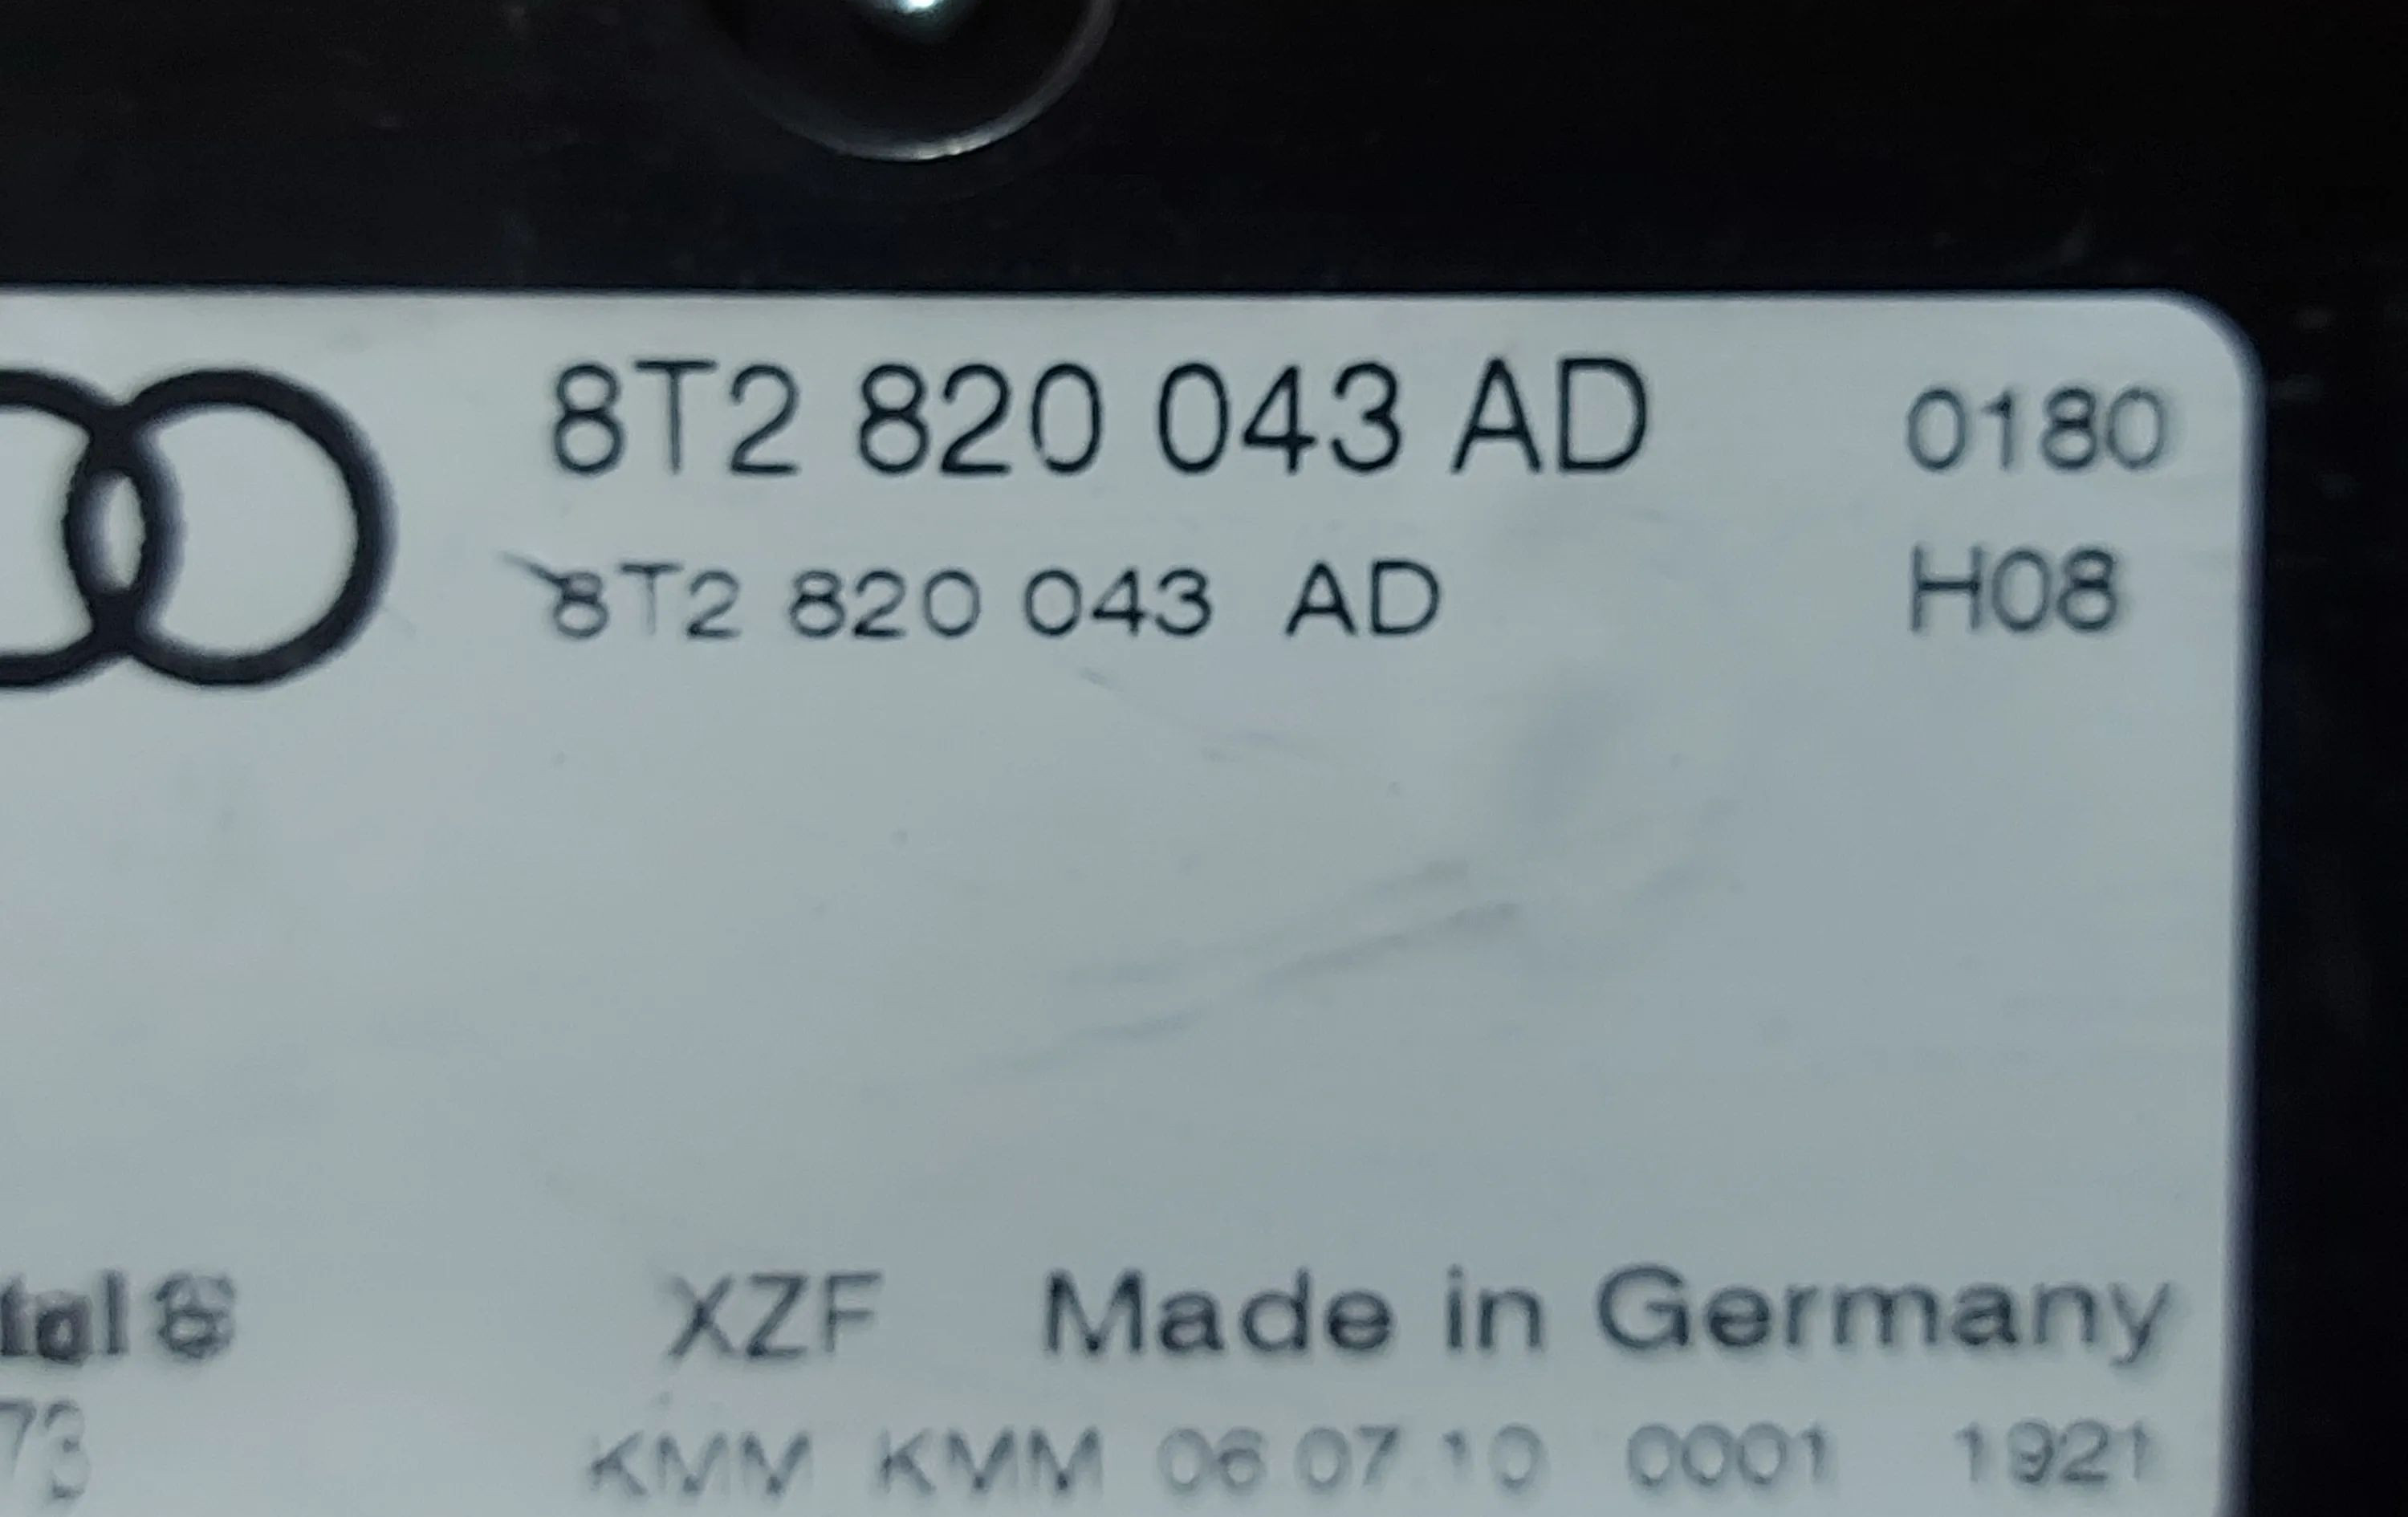 8T2 820 043 AD 0180
8T2 820 043 AD H08
XZF Made in Germany
73 KMM KMM 06 07 10 0001 1921